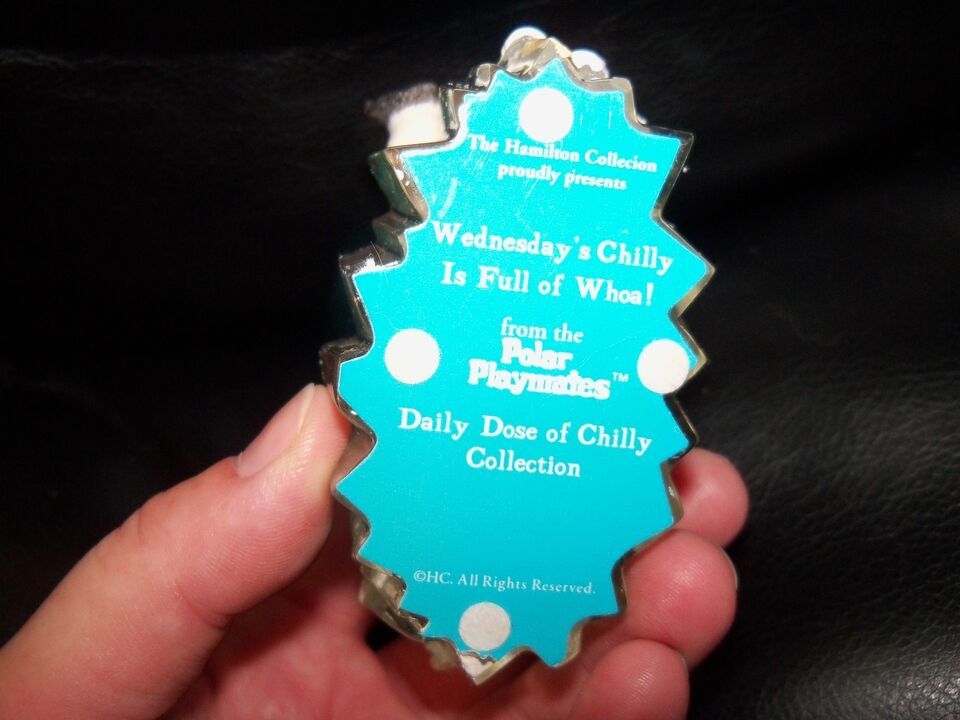 The Hamilton Collecion
proudly presents
Wednesday's Chilly
Is Full of Whoa!
from the
Polar
Playmates™
Daily Dose of Chilly
Collection
©HC. All Rights Reserved.